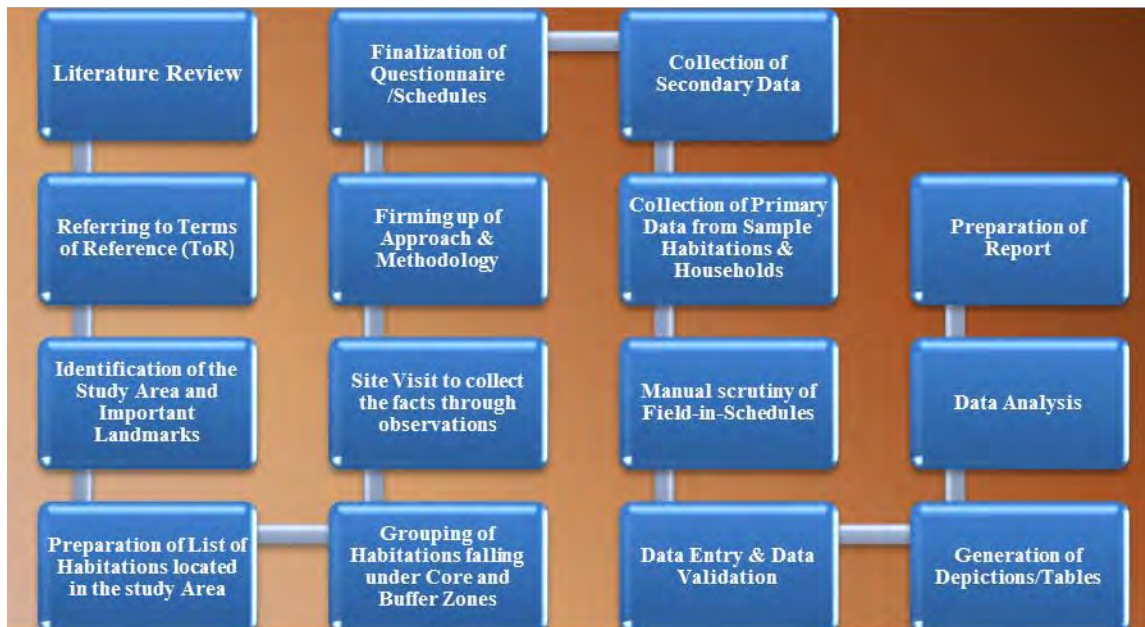 Literature Review
Referring to Terms
of Reference (ToR)
Identification of the
Study Area and
Important
Landmarks
Preparation of List of
Habitations located
in the study Area
Grouping of
Habitations falling
under Core and
Buffer Zones
Site Visit to collect
the facts through
observations
Firming up of
Approach &
Methodology
Finalization of
Questionnaire
/Schedules
Collection of
Secondary Data
Collection of Primary
Data from Sample
Habitations &
Households
Manual scrutiny of
Field-in-Schedules
Data Entry & Data
Validation
Generation of
Depictions/Tables
Data Analysis
Preparation of
Report